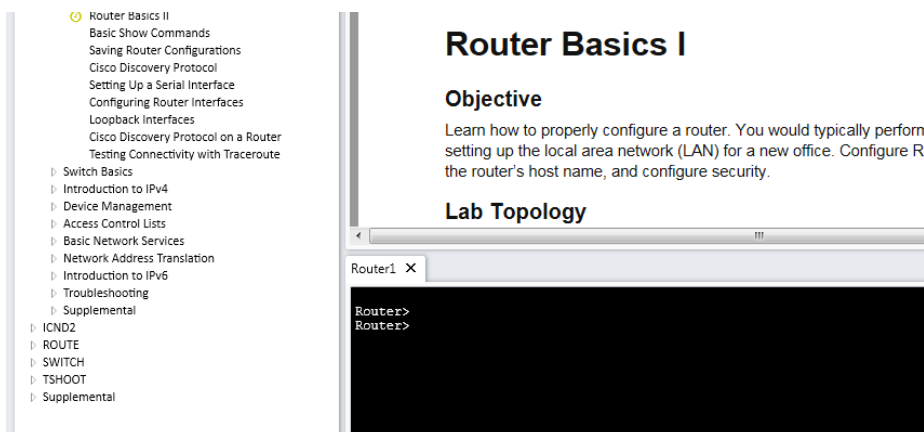 Router Basics II
Basic Show Commands
Saving Router Configurations
Cisco Discovery Protocol
Setting Up a Serial Interface
Configuring Router Interfaces
Loopback Interfaces
Cisco Discovery Protocol on a Router
Testing Connectivity with Traceroute
Switch Basics
Introduction to IPv4
Device Management
Access Control Lists
Basic Network Services
Network Address Translation
Introduction to IPv6
Troubleshooting
Supplemental
ICND2
ROUTE
SWITCH
TSHOOT
Supplemental
Router Basics I
Objective
Learn how to properly configure a router. You would typically perform
setting up the local area network (LAN) for a new office. Configure R
the router's host name, and configure security.
Lab Topology
Router1
Router>
Router>